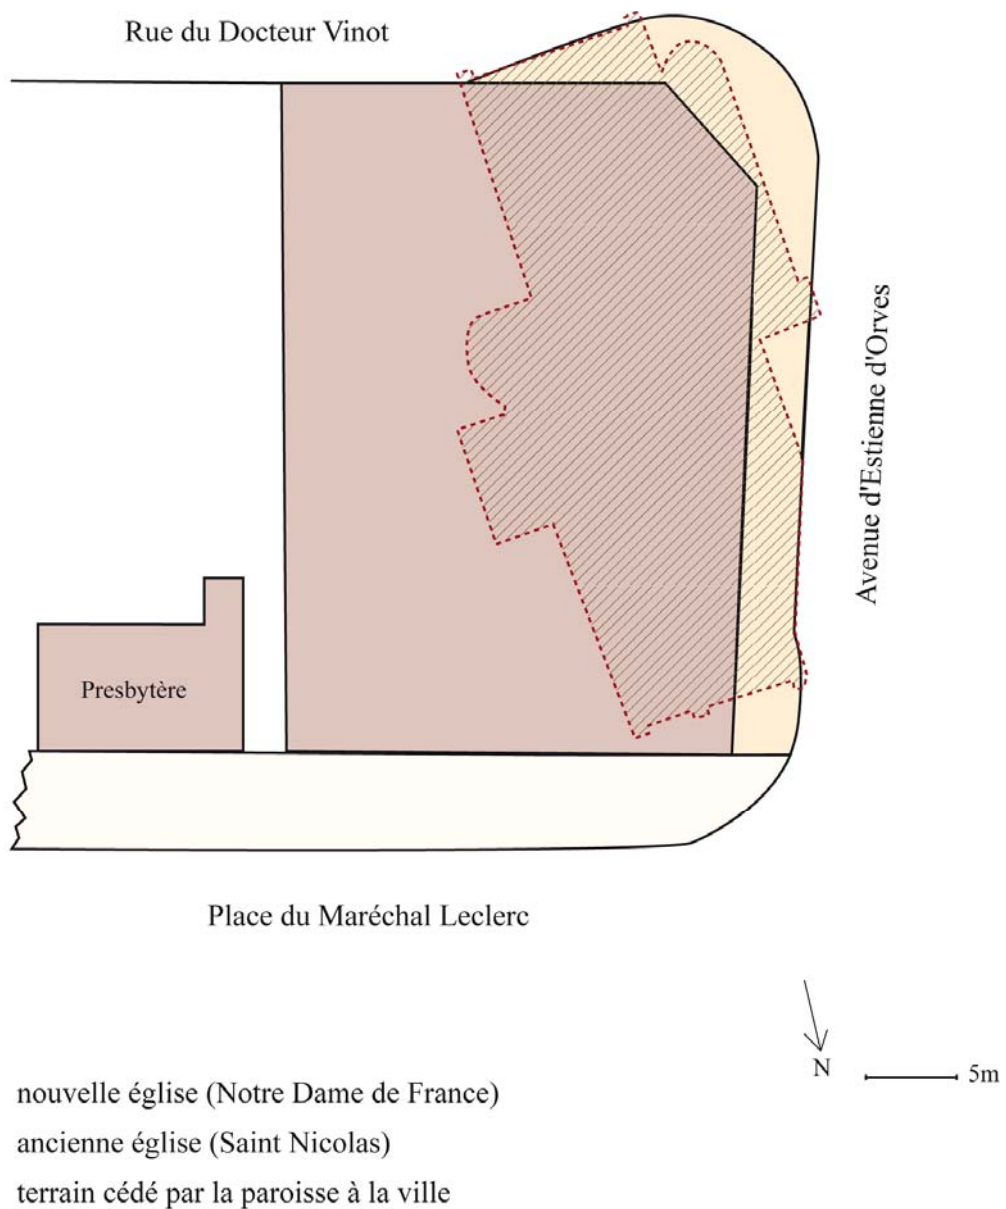 Rue du Docteur Vinot
Avenue d'Estienne d'Orves
Presbytère
Place du Maréchal Leclerc
N
5m
nouvelle église (Notre Dame de France)
ancienne église (Saint Nicolas)
terrain cédé par la paroisse à la ville